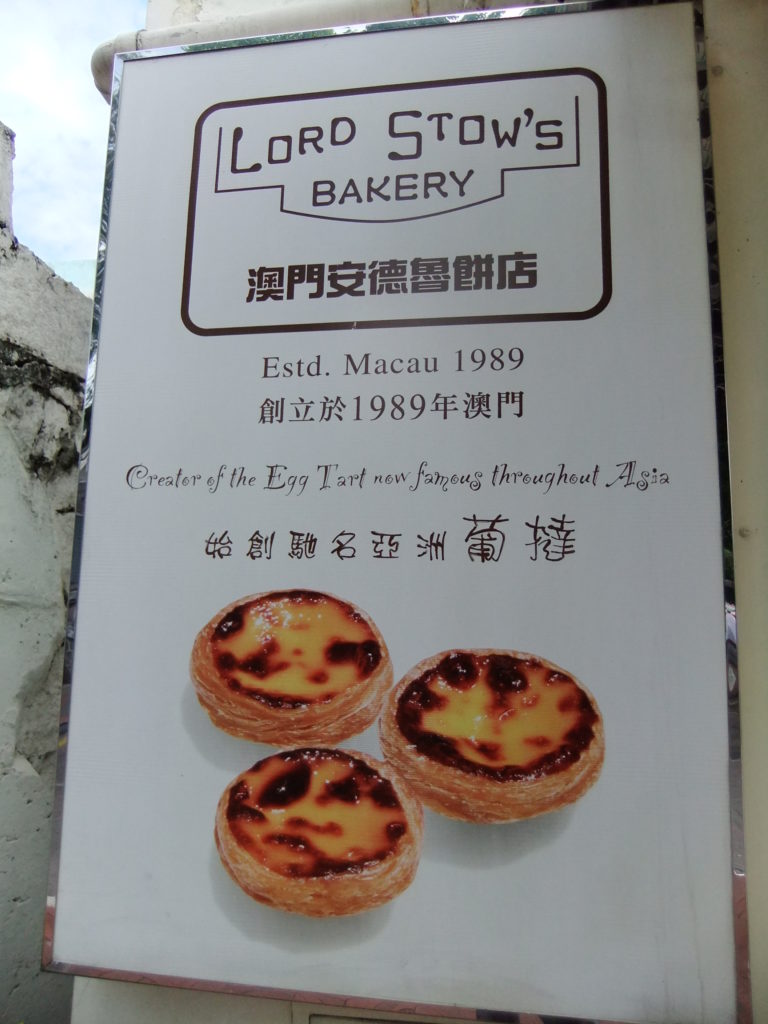 LORD STOW'S
BAKERY
澳門安德魯餅店
Estd. Macau 1989
創立於1989年澳門
Creator of the Egg Tart now famous throughout Asia
始創馳名亞洲葡撻